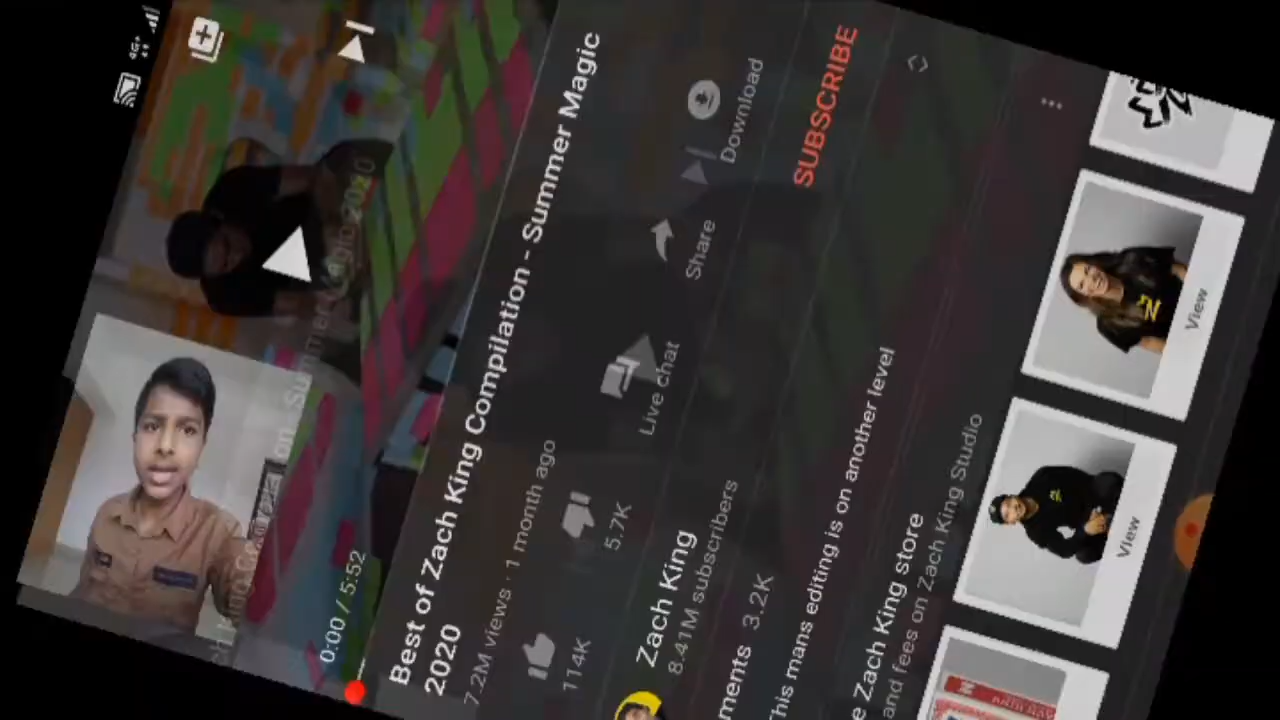 4G+
0:00 / 5:52
Best of Zach King Compilation - Summer Magic
2020
7.2M views · 1 month ago
114K
5.7K
Live chat
Share
Download
Zach King
8.41M subscribers
SUBSCRIBE
ments 3.2K
This mans editing is on another level
e Zach King store
and fees on Zach King Studio
View
View